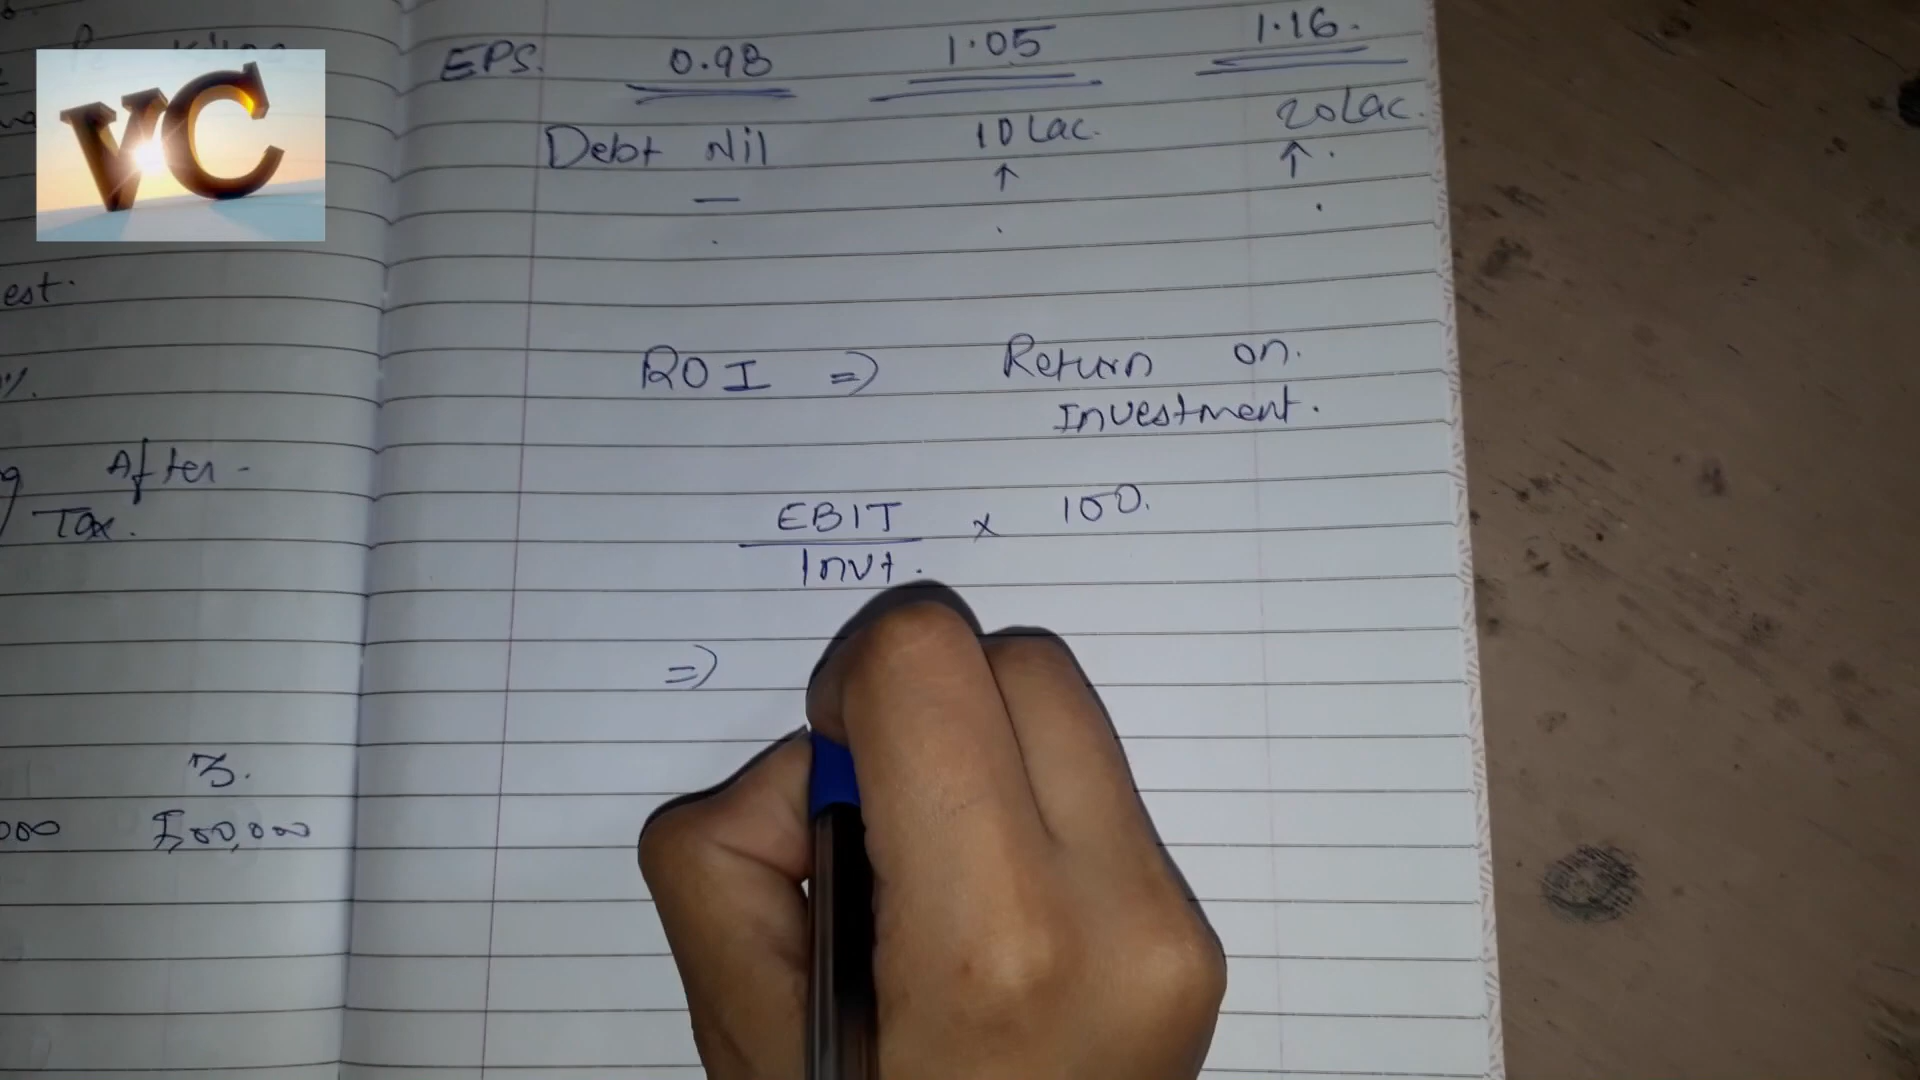 VC
est.
After -
Tax.
3.
EPS. 0.98 1.05 1.16.
Debt Nil 10 Lac. 20 Lac.
ROI => Return on.
Investment.
EBIT x 100.
Invt.
=>